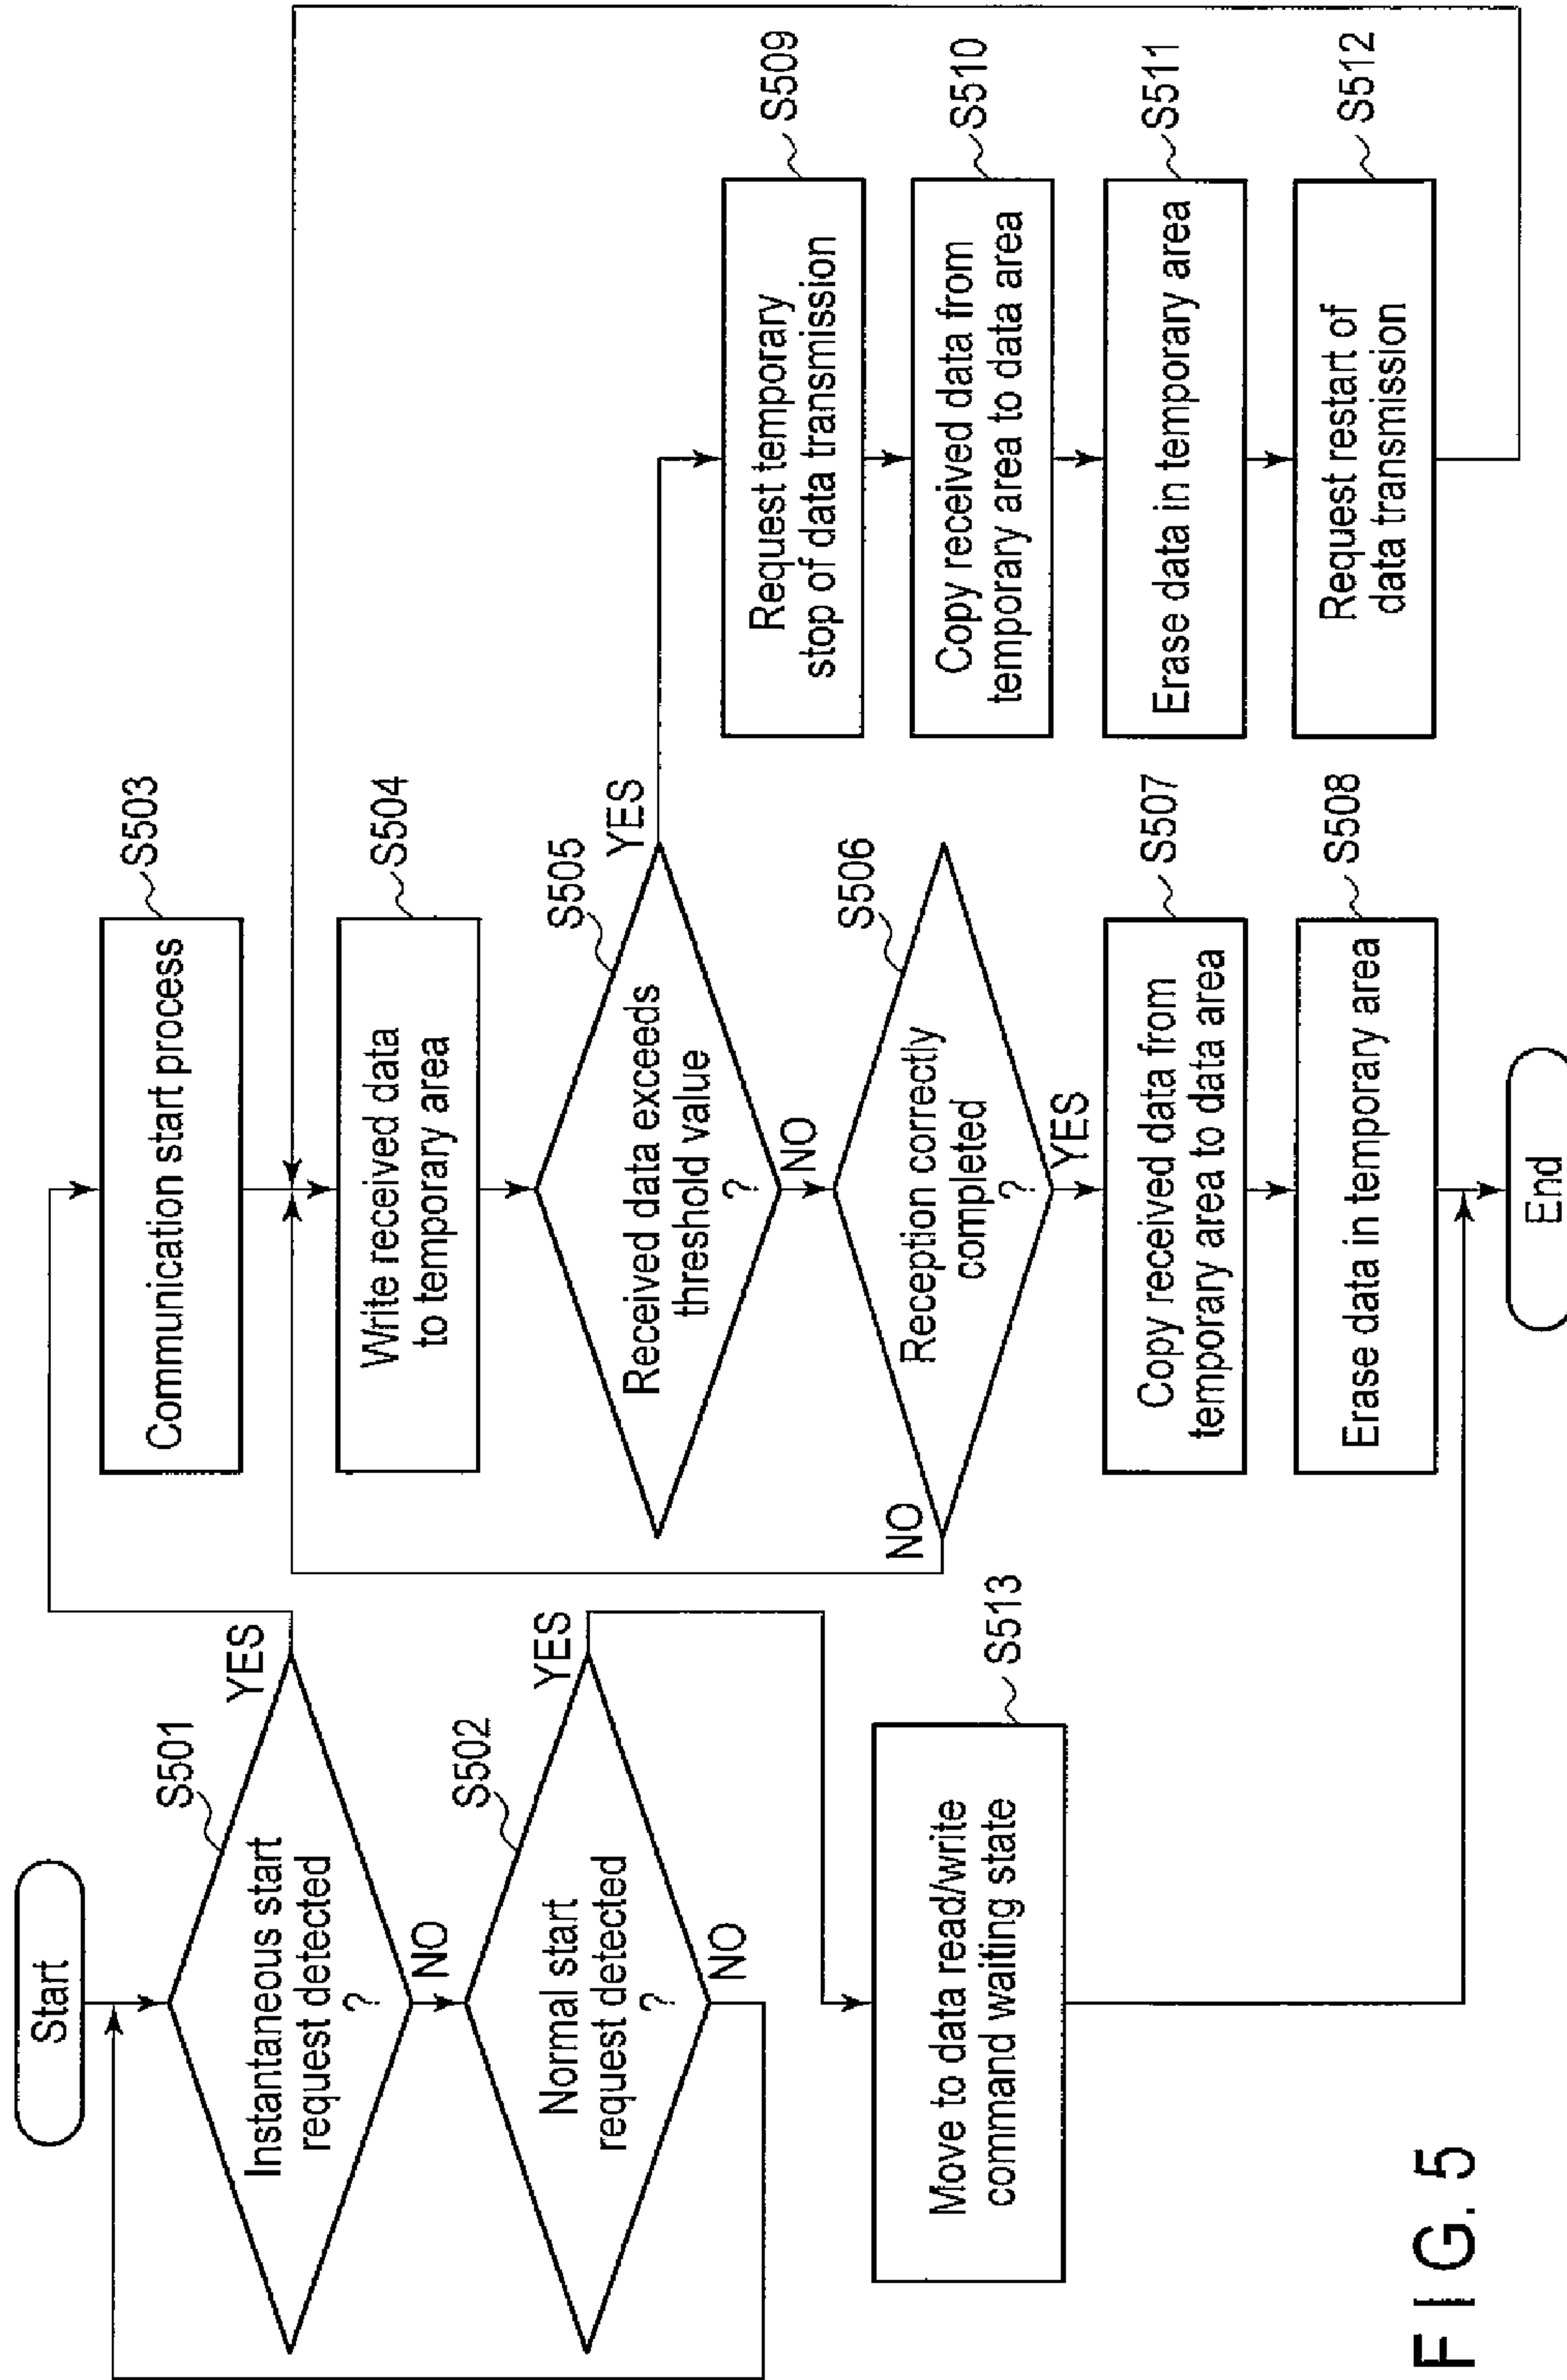 Start
S501
Instantaneous start
request detected
?
YES
NO
S502
Normal start
request detected
?
YES
NO
S513
Move to data read/write
command waiting state
S503
Communication start process
S504
Write received data
to temporary area
S505
Received data exceeds
threshold value
?
YES
NO
S506
Reception correctly
completed
?
NO
YES
S507
Copy received data from
temporary area to data area
S508
Erase data in temporary area
End
S509
Request temporary
stop of data transmission
S510
Copy received data from
temporary area to data area
S511
Erase data in temporary area
S512
Request restart of
data transmission
FIG. 5